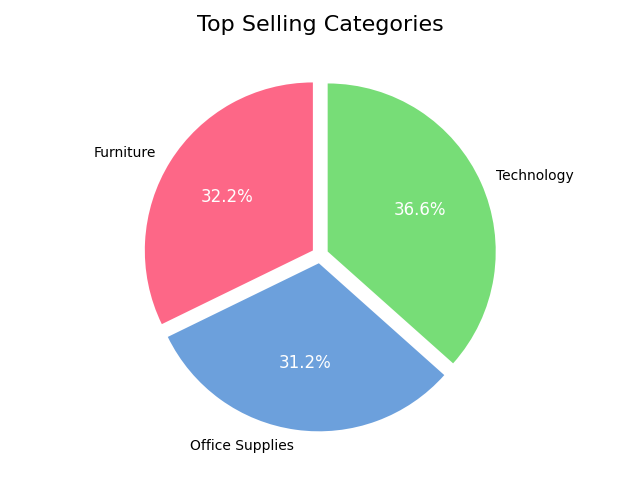 Top Selling Categories
Furniture
32.2%
36.6%
Technology
31.2%
Office Supplies